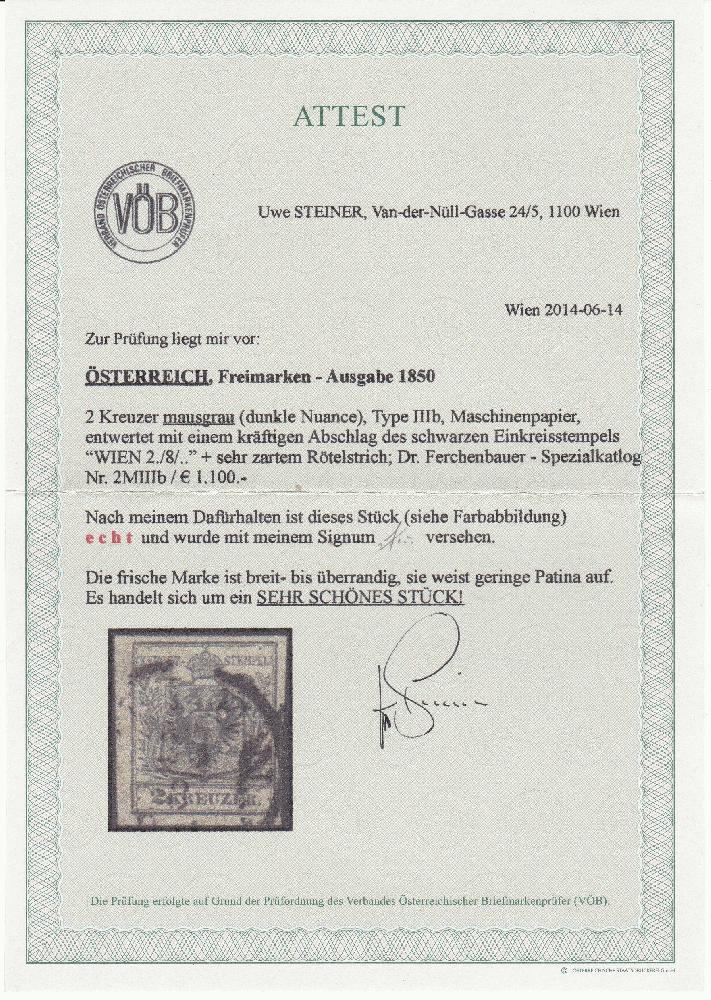 ATTEST
VERBAND ÖSTERREICHISCHER BRIEFMARKENPRÜFER
VÖB
Uwe STEINER, Van-der-Nüll-Gasse 24/5, 1100 Wien
Wien 2014-06-14
Zur Prüfung liegt mir vor:
ÖSTERREICH, Freimarken - Ausgabe 1850
2 Kreuzer mausgrau (dunkle Nuance), Type IIIb, Maschinenpapier,
entwertet mit einem kräftigen Abschlag des schwarzen Einkreisstempels
“WIEN 2./8/..” + sehr zartem Rötelstrich; Dr. Ferchenbauer - Spezialkatlog
Nr. 2MIIIb / € 1.100.-
Nach meinem Dafürhalten ist dieses Stück (siehe Farbabbildung)
echt und wurde mit meinem Signum versehen.
Die frische Marke ist breit- bis überrandig, sie weist geringe Patina auf.
Es handelt sich um ein SEHR SCHÖNES STÜCK!
STEMPEL
2 KREUZER
Die Prüfung erfolgte auf Grund der Prüfordnung des Verbandes Österreichischer Briefmarkenprüfer (VÖB).
© ÖSTERREICHISCHE STAATSDRUCKEREI